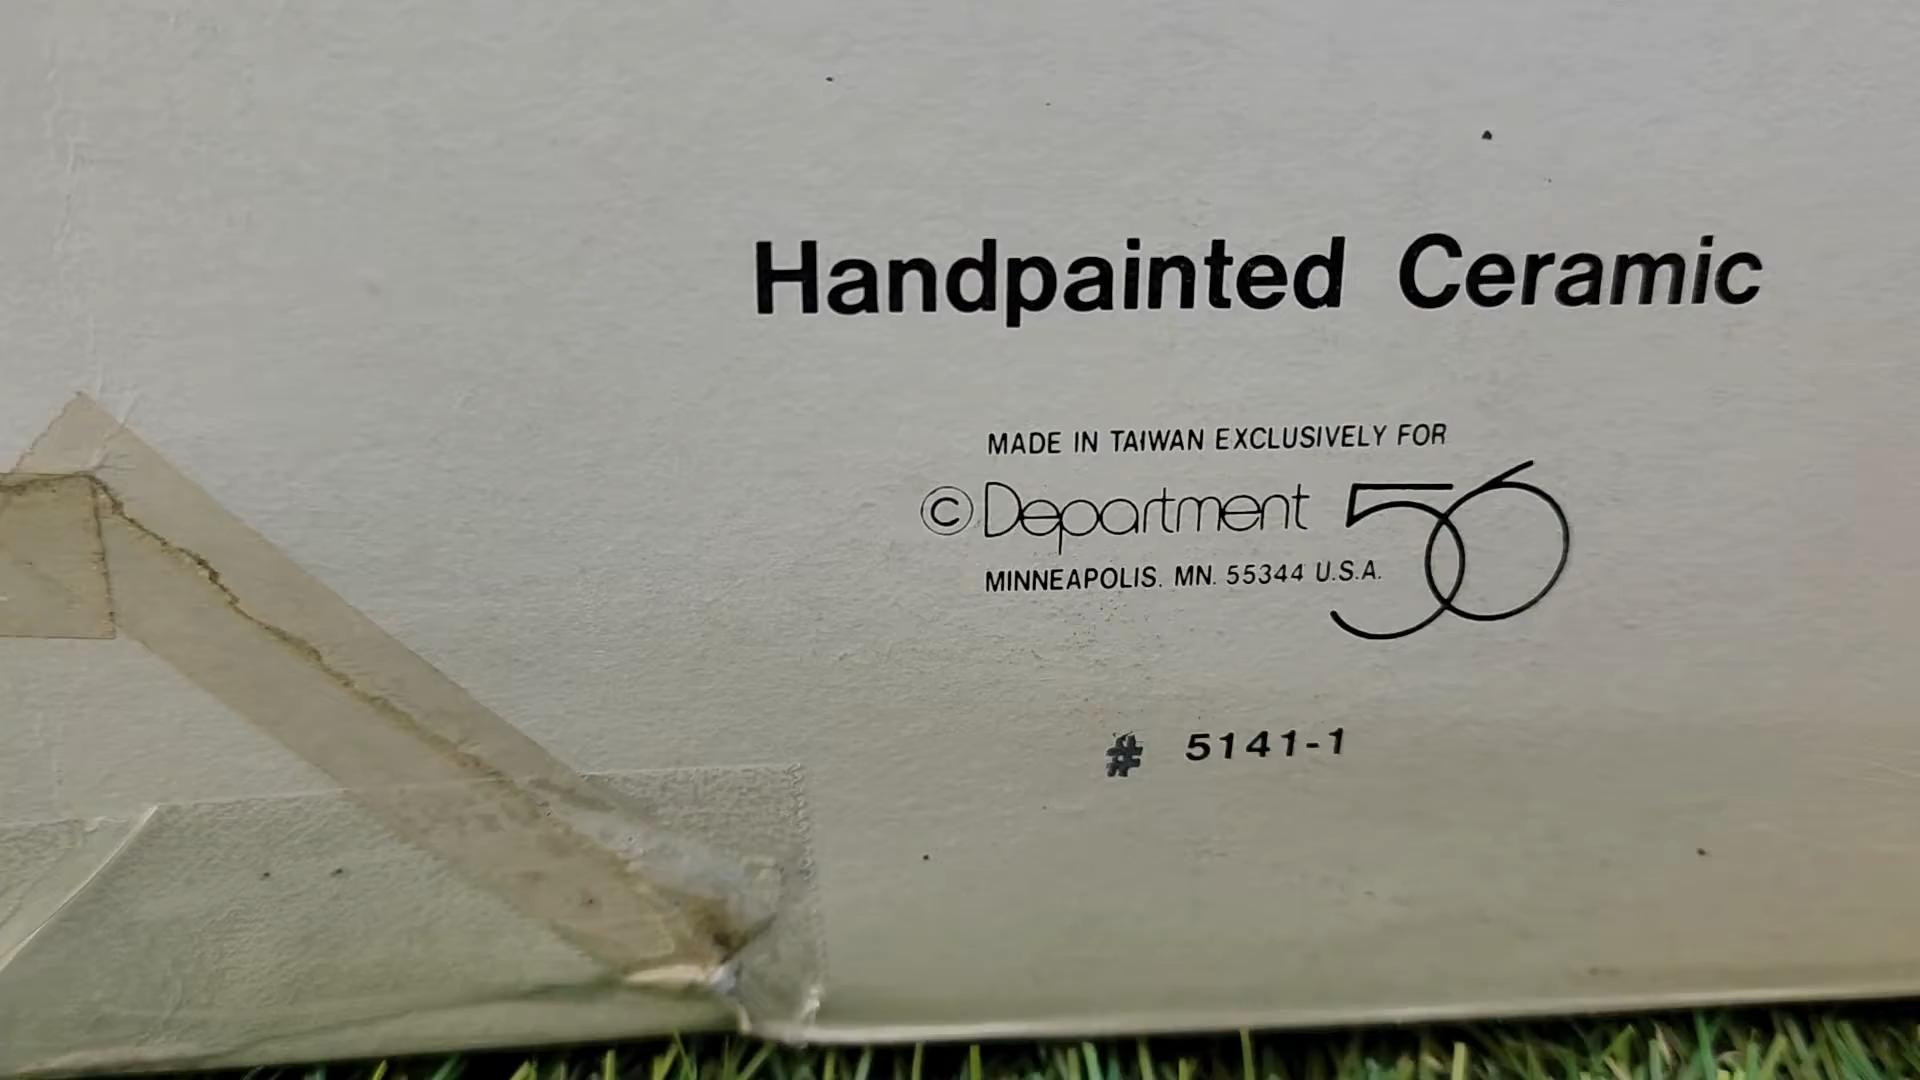 Handpainted Ceramic
MADE IN TAIWAN EXCLUSIVELY FOR
© Department 56
MINNEAPOLIS. MN. 55344 U.S.A.
# 5141-1